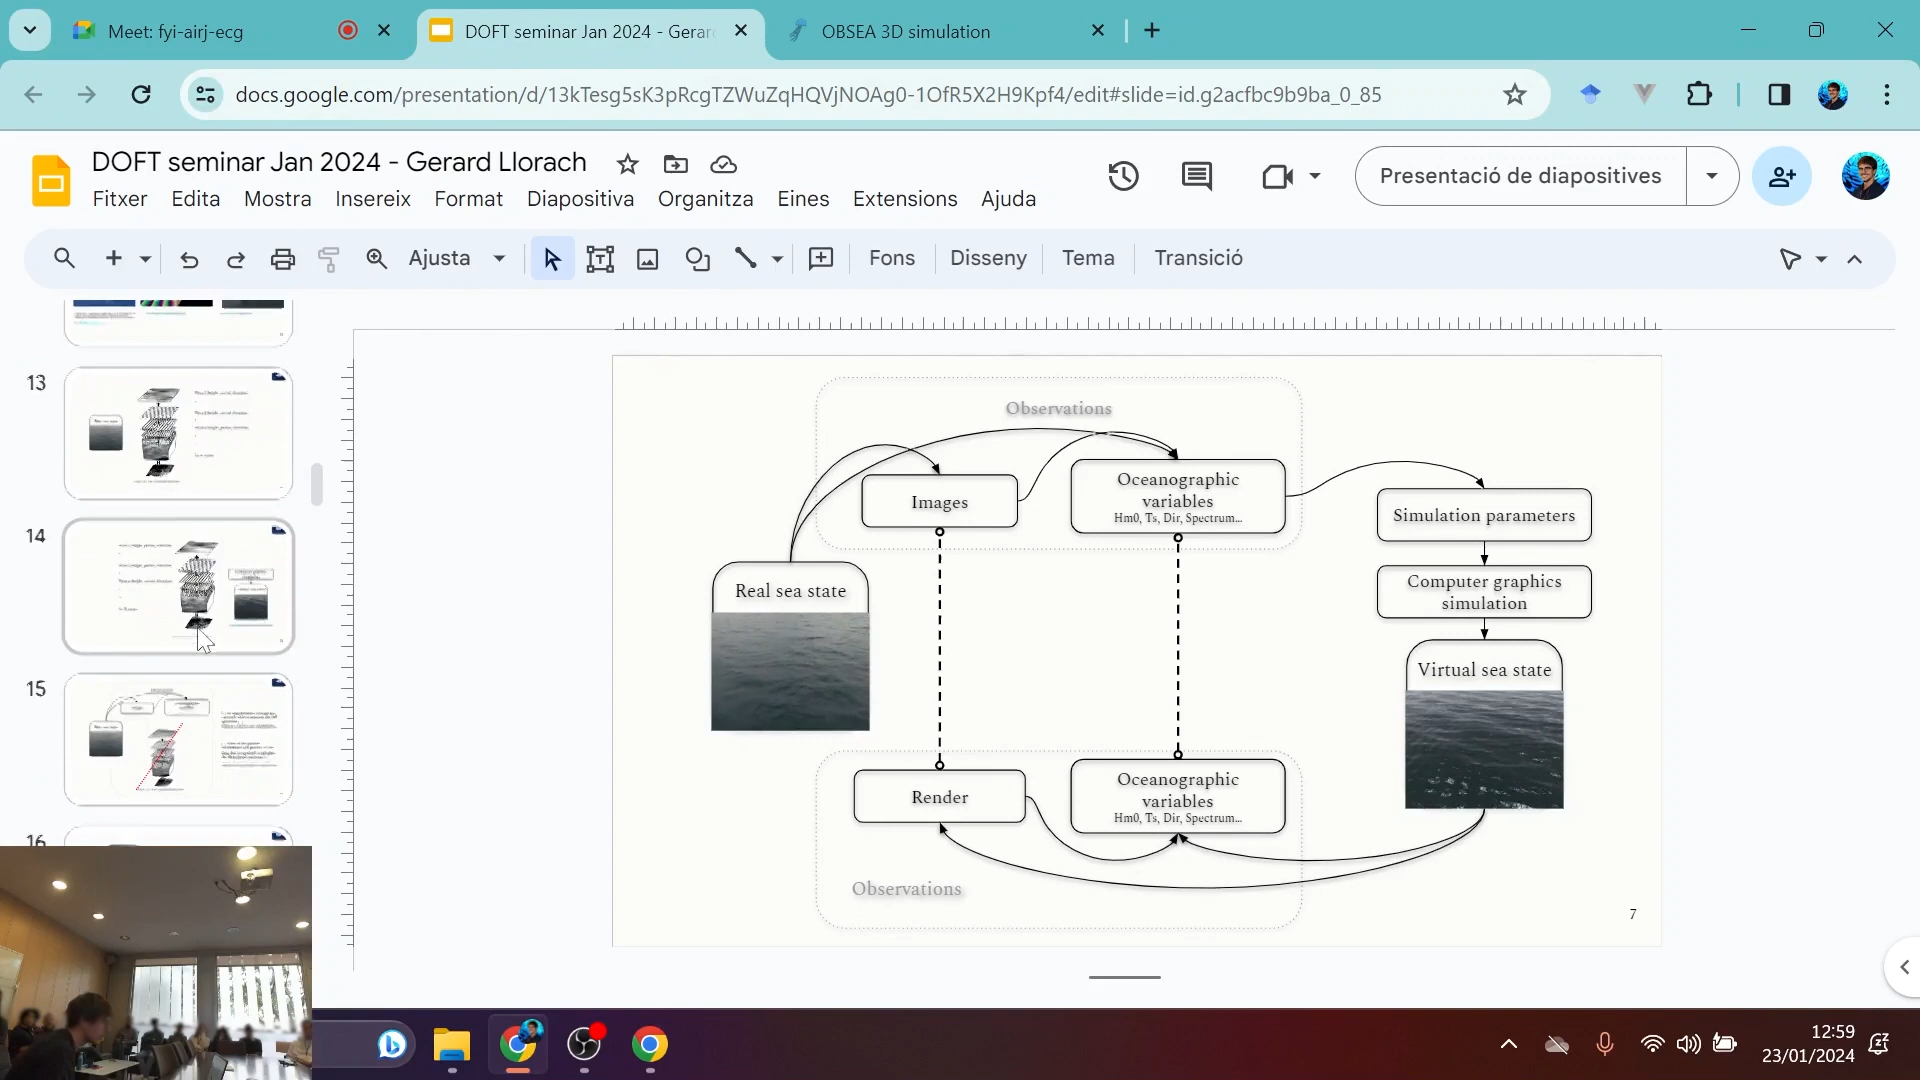 Meet: fyi-airj-ecg
DOFT seminar Jan 2024 - Gerar
OBSEA 3D simulation
docs.google.com/presentation/d/13kTesg5sK3pRcgTZWuZqHQVjNOAg0-1OfR5X2H9Kpf4/edit#slide=id.g2acfbc9b9ba_0_85
DOFT seminar Jan 2024 - Gerard Llorach
Presentació de diapositives
Fitxer Edita Mostra Insereix Format Diapositiva Organitza Eines Extensions Ajuda
Ajusta
Fons Disseny Tema Transició
13
14
15
16
Observations
Images
Oceanographic
variables
Hm0, Ts, Dir, Spectrum...
Simulation parameters
Computer graphics
simulation
Real sea state
Virtual sea state
Render
Oceanographic
variables
Hm0, Ts, Dir, Spectrum...
Observations
7
12:59
23/01/2024